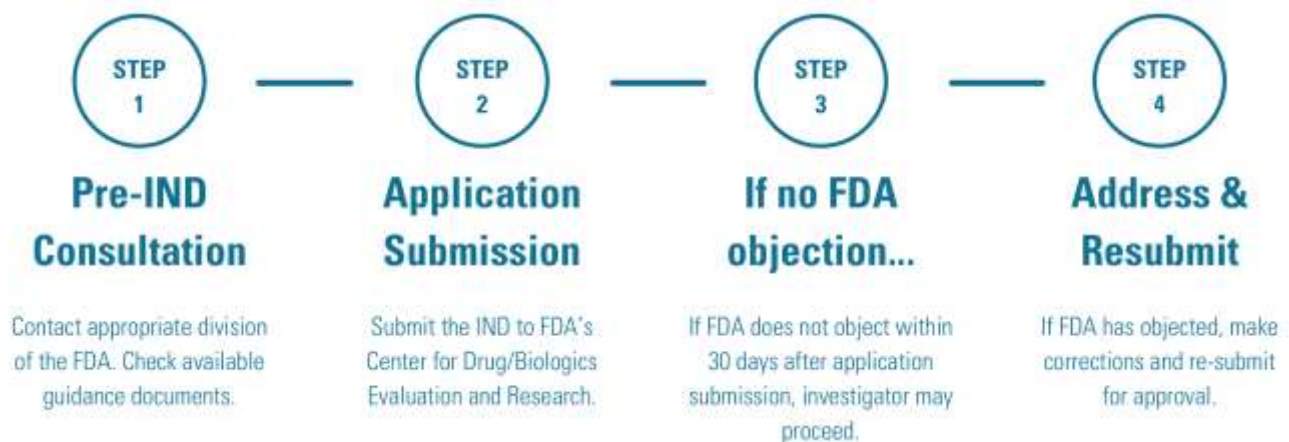 STEP
1
Pre-IND
Consultation
Contact appropriate division
of the FDA. Check available
guidance documents.
STEP
2
Application
Submission
Submit the IND to FDA's
Center for Drug/Biologics
Evaluation and Research.
STEP
3
If no FDA
objection...
If FDA does not object within
30 days after application
submission, investigator may
proceed.
STEP
4
Address &
Resubmit
If FDA has objected, make
corrections and re-submit
for approval.